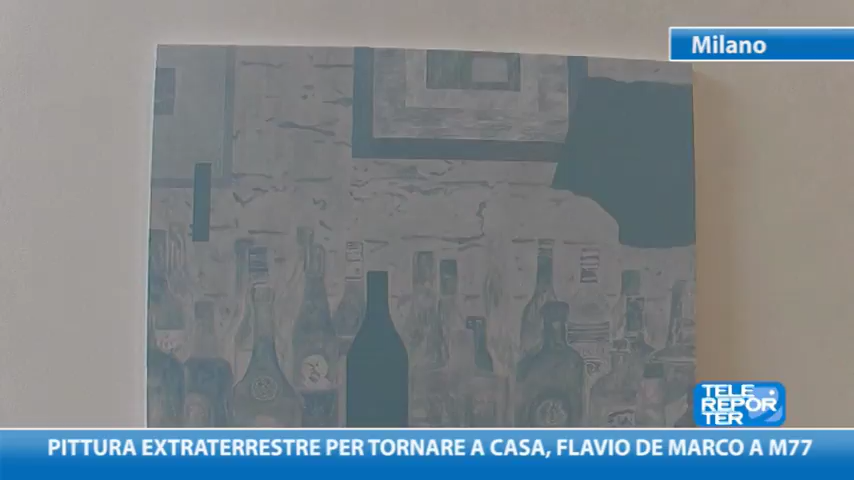 Milano
TELE
REPOR
TER
PITTURA EXTRATERRESTRE PER TORNARE A CASA, FLAVIO DE MARCO A M77